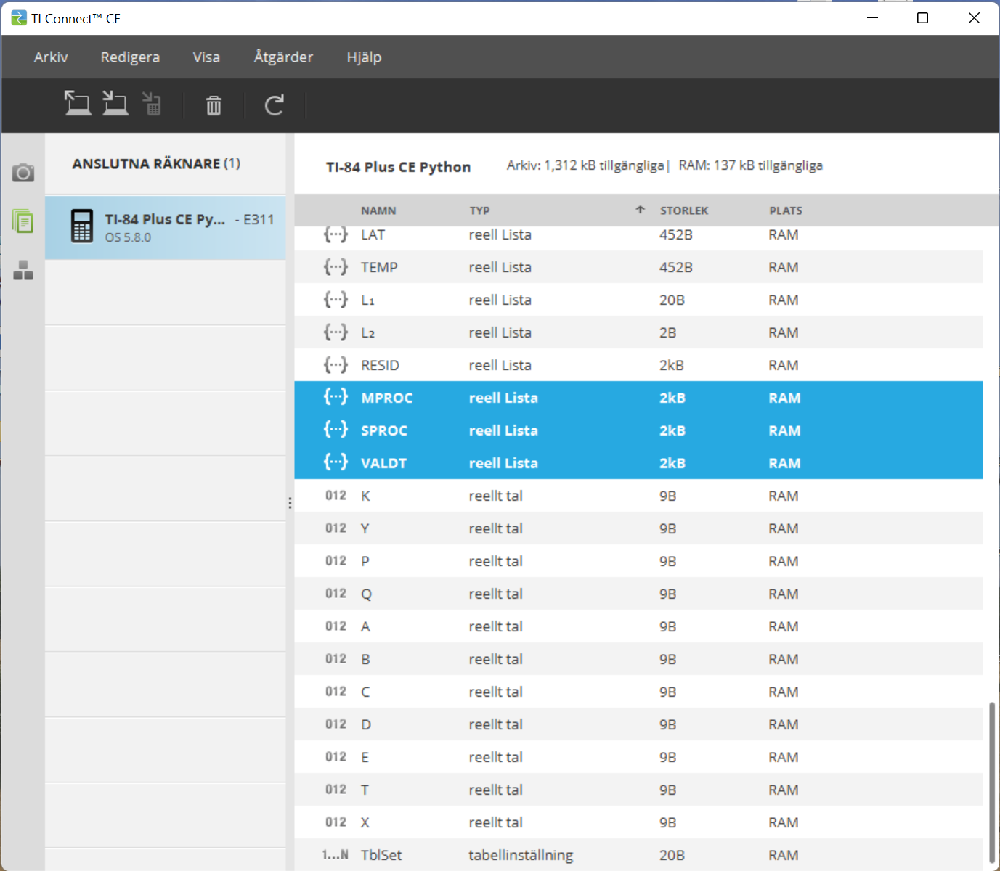 TI Connect™ CE
Arkiv Redigera Visa Åtgärder Hjälp
ANSLUTNA RÄKNARE (1)
TI-84 Plus CE Py... - E311
OS 5.8.0
TI-84 Plus CE Python Arkiv: 1,312 kB tillgängliga| RAM: 137 kB tillgängliga
NAMN TYP STORLEK PLATS
{···} LAT reell Lista 452B RAM
{···} TEMP reell Lista 452B RAM
{···} L₁ reell Lista 20B RAM
{···} L₂ reell Lista 2B RAM
{···} RESID reell Lista 2kB RAM
{···} MPROC reell Lista 2kB RAM
{···} SPROC reell Lista 2kB RAM
{···} VALDT reell Lista 2kB RAM
012 K reellt tal 9B RAM
012 Y reellt tal 9B RAM
012 P reellt tal 9B RAM
012 Q reellt tal 9B RAM
012 A reellt tal 9B RAM
012 B reellt tal 9B RAM
012 C reellt tal 9B RAM
012 D reellt tal 9B RAM
012 E reellt tal 9B RAM
012 T reellt tal 9B RAM
012 X reellt tal 9B RAM
1...N TblSet tabellinställning 20B RAM